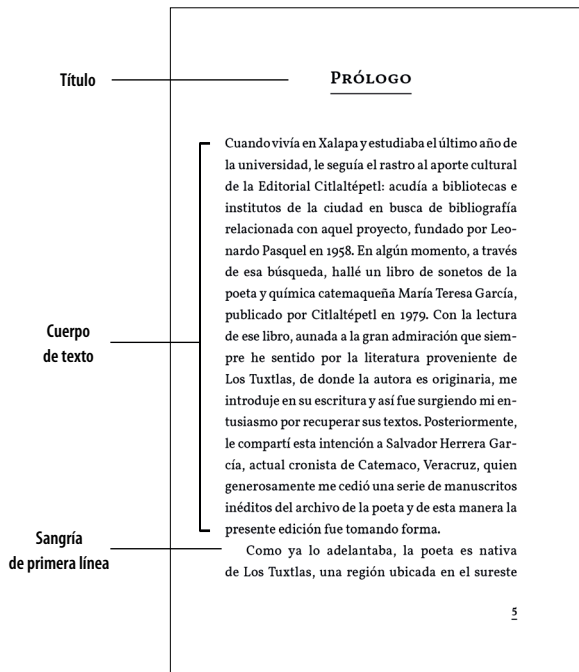 Título
PRÓLOGO
Cuando vivía en Xalapa y estudiaba el último año de
la universidad, le seguía el rastro al aporte cultural
de la Editorial Citlaltépetl: acudía a bibliotecas e
institutos de la ciudad en busca de bibliografía
relacionada con aquel proyecto, fundado por Leo-
nardo Pasquel en 1958. En algún momento, a través
de esa búsqueda, hallé un libro de sonetos de la
poeta y química catemaqueña María Teresa García,
publicado por Citlaltépetl en 1979. Con la lectura
de ese libro, aunada a la gran admiración que siem-
pre he sentido por la literatura proveniente de
Los Tuxtlas, de donde la autora es originaria, me
introduje en su escritura y así fue surgiendo mi en-
tusiasmo por recuperar sus textos. Posteriormente,
le compartí esta intención a Salvador Herrera Gar-
cía, actual cronista de Catemaco, Veracruz, quien
generosamente me cedió una serie de manuscritos
inéditos del archivo de la poeta y de esta manera la
presente edición fue tomando forma.
Como ya lo adelantaba, la poeta es nativa
de Los Tuxtlas, una región ubicada en el sureste
5
Cuerpo
de texto
Sangría
de primera línea